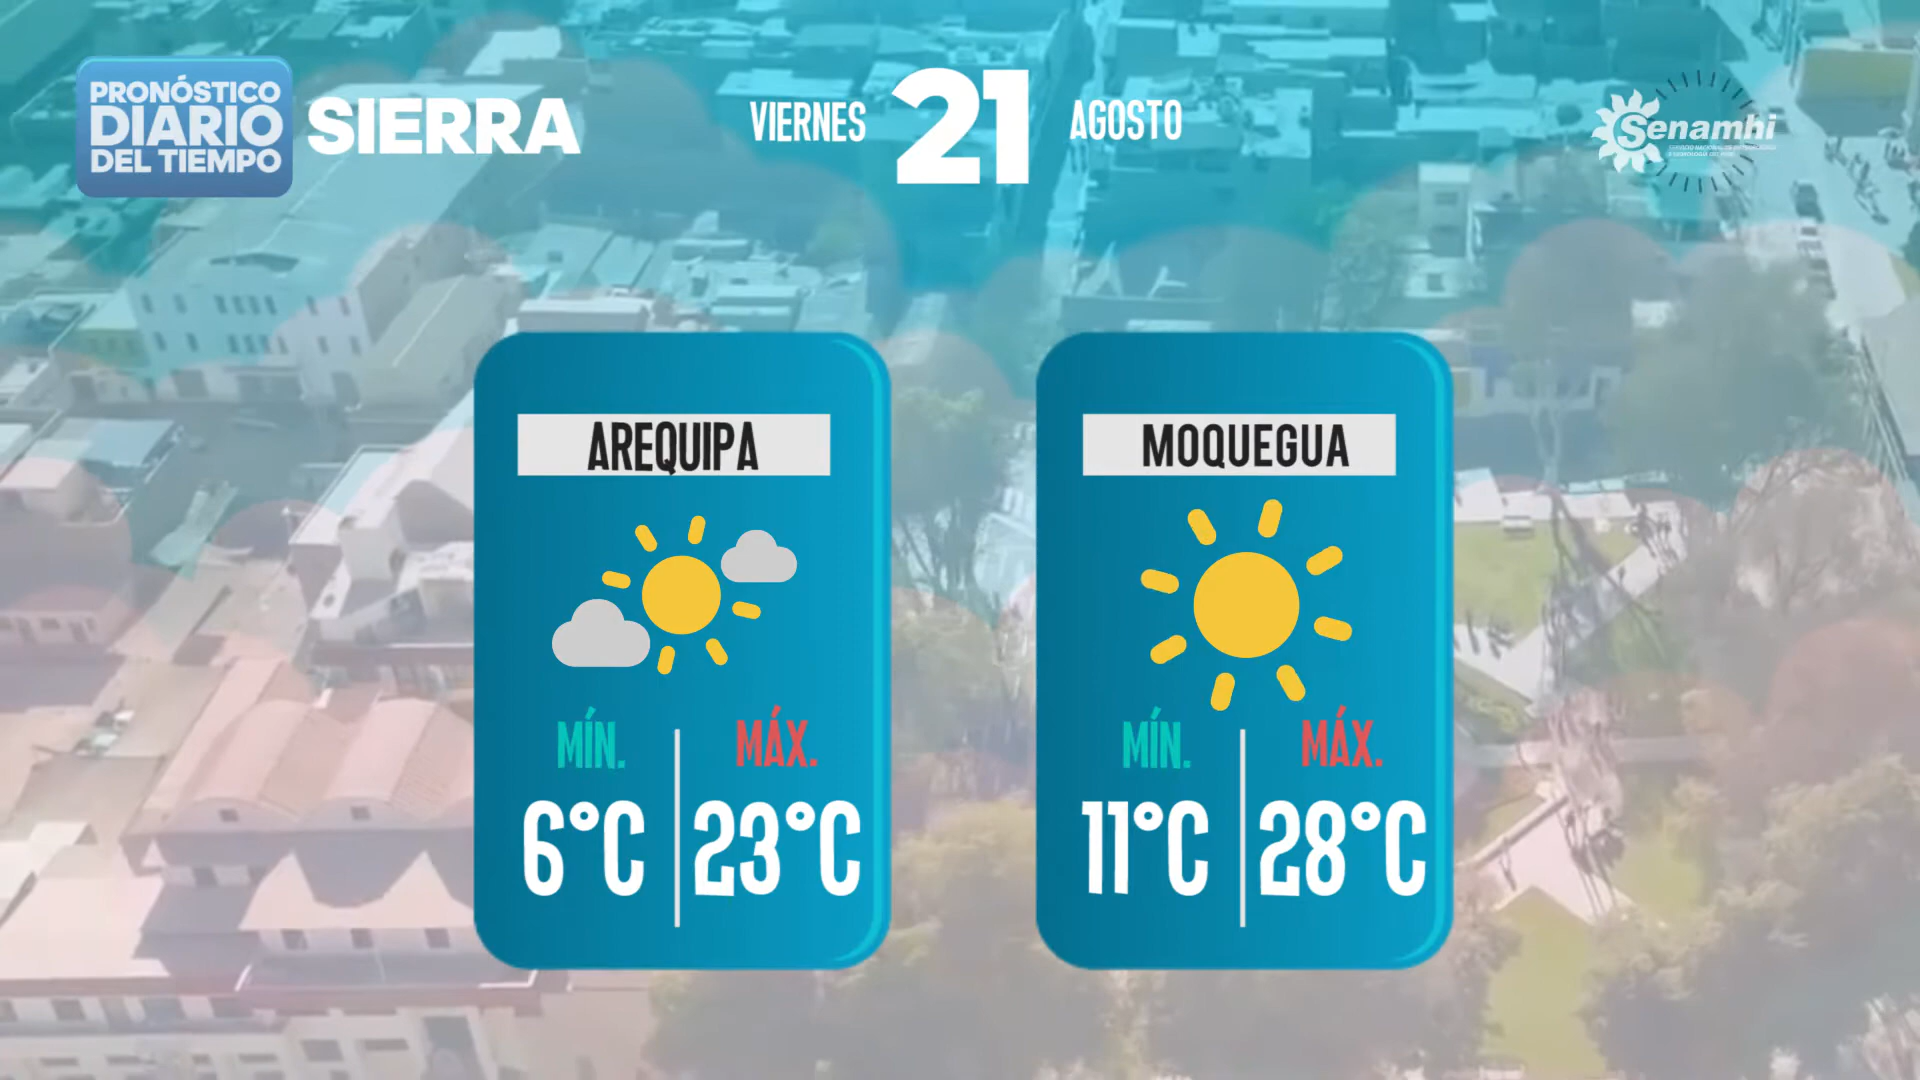 PRONÓSTICO
DIARIO
DEL TIEMPO
SIERRA
VIERNES
21
AGOSTO
Senamhi
AREQUIPA
MÍN.
MÁX.
6°C
23°C
MOQUEGUA
MÍN.
MÁX.
11°C
28°C